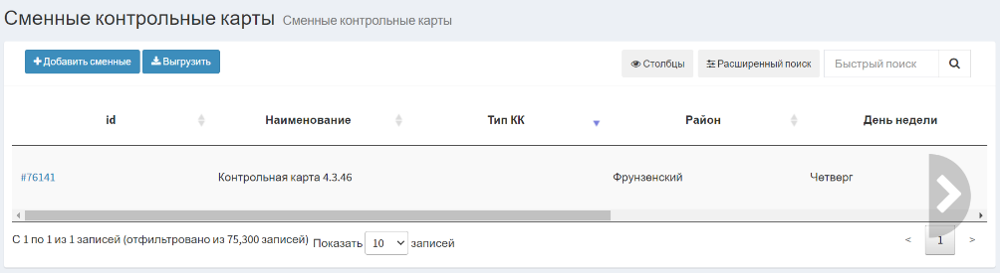 Сменные контрольные карты Сменные контрольные карты
Добавить сменные Выгрузить Столбцы Расширенный поиск Быстрый поиск
id Наименование Тип КК Район День недели
#76141 Контрольная карта 4.3.46 Фрунзенский Четверг
С 1 по 1 из 1 записей (отфильтровано из 75,300 записей) Показать 10 записей < 1 >